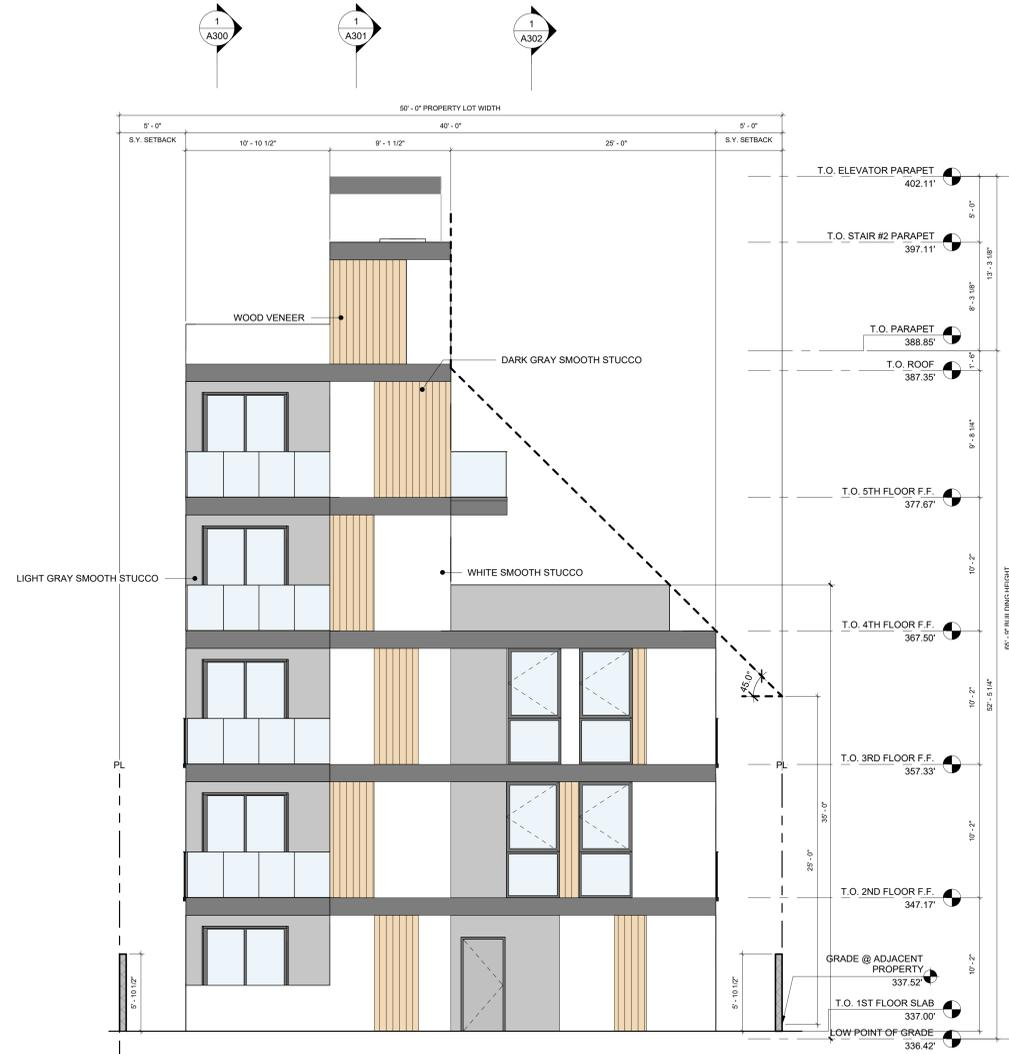 1
A300
1
A301
1
A302
50' - 0" PROPERTY LOT WIDTH
5' - 0"
40' - 0"
5' - 0"
S.Y. SETBACK
10' - 10 1/2"
9' - 1 1/2"
25' - 0"
S.Y. SETBACK
T.O. ELEVATOR PARAPET
402.11'
5' - 0"
T.O. STAIR #2 PARAPET
397.11'
13' - 3 1/8"
8' - 3 1/8"
WOOD VENEER
T.O. PARAPET
388.85'
DARK GRAY SMOOTH STUCCO
1' - 6"
T.O. ROOF
387.35'
9' - 8 1/4"
T.O. 5TH FLOOR F.F.
377.67'
LIGHT GRAY SMOOTH STUCCO
WHITE SMOOTH STUCCO
10' - 2"
65' - 9" BUILDING HEIGHT
T.O. 4TH FLOOR F.F.
367.50'
45.0°
10' - 2"
52' - 5 1/4"
PL
PL
T.O. 3RD FLOOR F.F.
357.33'
35' - 0"
10' - 2"
25' - 0"
T.O. 2ND FLOOR F.F.
347.17'
10' - 2"
GRADE @ ADJACENT
PROPERTY
337.52'
5' - 10 1/2"
5' - 10 1/2"
T.O. 1ST FLOOR SLAB
337.00'
LOW POINT OF GRADE
336.42'